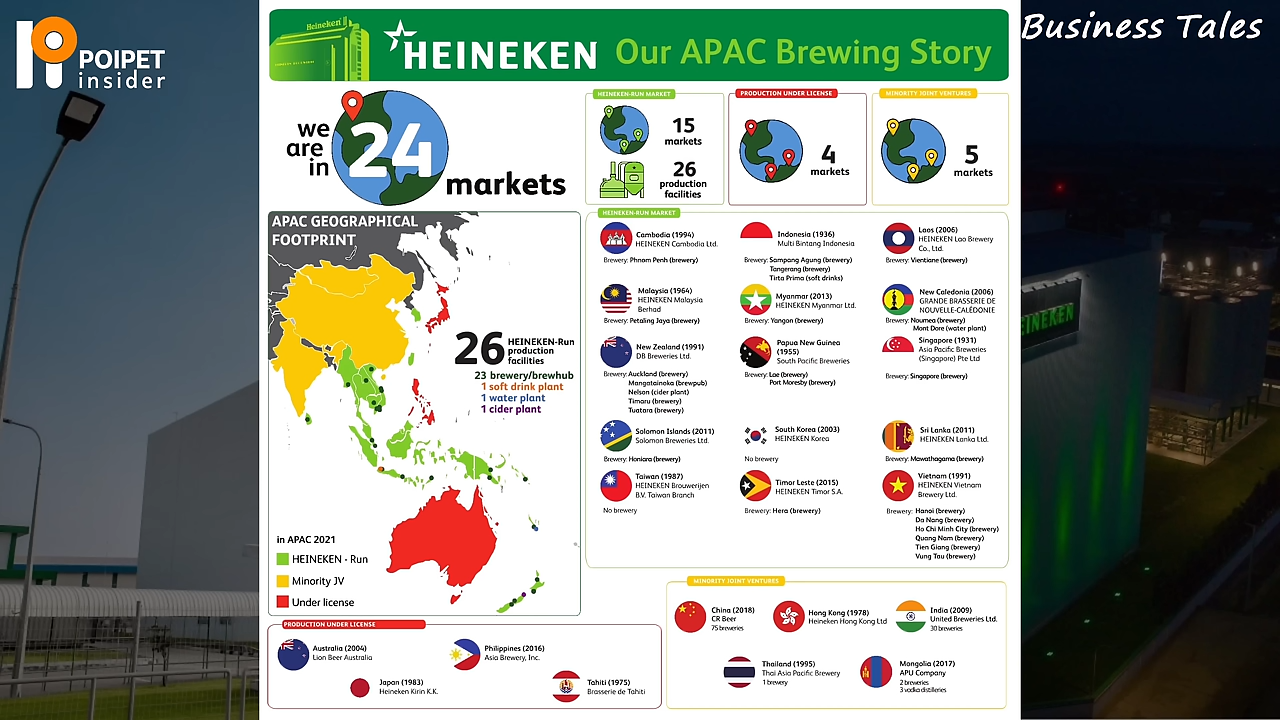 POIPET
insider
Business Tales
Heineken
HEINEKEN Our APAC Brewing Story
we
are
in
24
markets
HEINEKEN-RUN MARKET
15
markets
26
production
facilities
PRODUCTION UNDER LICENSE
4
markets
MINORITY JOINT VENTURES
5
markets
APAC GEOGRAPHICAL
FOOTPRINT
26
HEINEKEN-Run
production
facilities
23 brewery/brewhub
1 soft drink plant
1 water plant
1 cider plant
in APAC 2021
HEINEKEN - Run
Minority JV
Under license
HEINEKEN-RUN MARKET
Cambodia (1994)
HEINEKEN Cambodia Ltd.
Brewery: Phnom Penh (brewery)
Indonesia (1936)
Multi Bintang Indonesia
Brewery: Sampang Agung (brewery)
Tangerang (brewery)
Tirta Prima (soft drinks)
Laos (2006)
HEINEKEN Lao Brewery
Co., Ltd.
Brewery: Vientiane (brewery)
Malaysia (1964)
HEINEKEN Malaysia
Berhad
Brewery: Petaling Jaya (brewery)
Myanmar (2013)
HEINEKEN Myanmar Ltd.
Brewery: Yangon (brewery)
New Caledonia (2006)
GRANDE BRASSERIE DE
NOUVELLE-CALÉDONIE
Brewery: Noumea (brewery)
Mont Dore (water plant)
New Zealand (1991)
DB Breweries Ltd.
Brewery: Auckland (brewery)
Mangatainoka (brewpub)
Nelson (cider plant)
Timaru (brewery)
Tuatara (brewery)
Papua New Guinea
(1955)
South Pacific Breweries
Brewery: Lae (brewery)
Port Moresby (brewery)
Singapore (1931)
Asia Pacific Breweries
(Singapore) Pte Ltd
Brewery: Singapore (brewery)
Solomon Islands (2011)
Solomon Breweries Ltd.
Brewery: Honiara (brewery)
South Korea (2003)
HEINEKEN Korea
No brewery
Sri Lanka (2011)
HEINEKEN Lanka Ltd.
Brewery: Mawathagama (brewery)
Taiwan (1987)
HEINEKEN Brouwerijen
B.V. Taiwan Branch
No brewery
Timor Leste (2015)
HEINEKEN Timor S.A.
Brewery: Hera (brewery)
Vietnam (1991)
HEINEKEN Vietnam
Brewery Ltd.
Brewery: Hanoi (brewery)
Da Nang (brewery)
Ho Chi Minh City (brewery)
Quang Nam (brewery)
Tien Giang (brewery)
Vung Tau (brewery)
PRODUCTION UNDER LICENSE
Australia (2004)
Lion Beer Australia
Philippines (2016)
Asia Brewery, Inc.
Japan (1983)
Heineken Kirin K.K.
Tahiti (1975)
Brasserie de Tahiti
MINORITY JOINT VENTURES
China (2018)
CR Beer
75 breweries
Hong Kong (1978)
Heineken Hong Kong Ltd
India (2009)
United Breweries Ltd.
30 breweries
Thailand (1995)
Thai Asia Pacific Brewery
1 brewery
Mongolia (2017)
APU Company
2 breweries
3 vodka distilleries